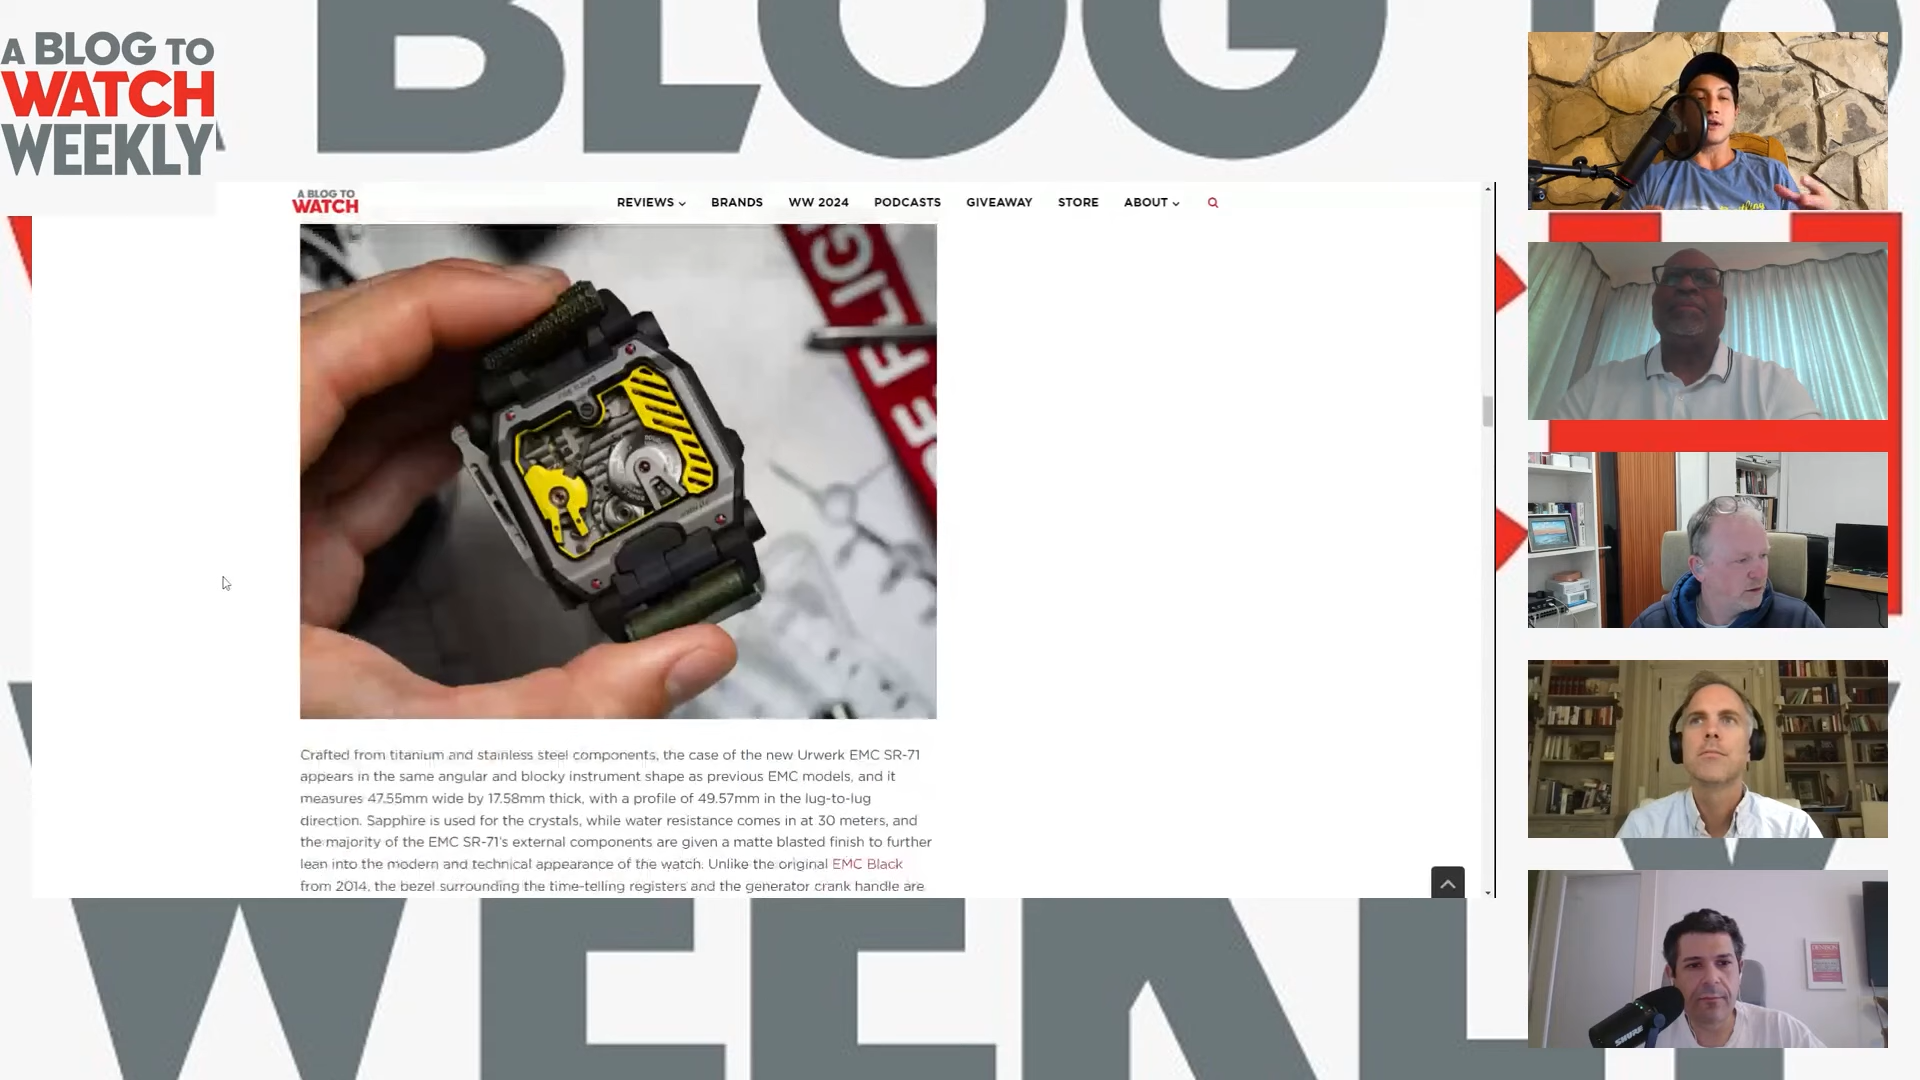 A BLOG TO
WATCH
WEEKLY
BLOG
A BLOG TO
WATCH
REVIEWS
BRANDS
WW 2024
PODCASTS
GIVEAWAY
STORE
ABOUT
Crafted from titanium and stainless steel components, the case of the new Urwerk EMC SR-71
appears in the same angular and blocky instrument shape as previous EMC models, and it
measures 47.55mm wide by 17.58mm thick, with a profile of 49.57mm in the lug-to-lug
direction. Sapphire is used for the crystals, while water resistance comes in at 30 meters, and
the majority of the EMC SR-71's external components are given a matte blasted finish to further
lean into the modern and technical appearance of the watch. Unlike the original EMC Black
from 2014, the bezel surrounding the time-telling registers and the generator crank handle are
SHURE